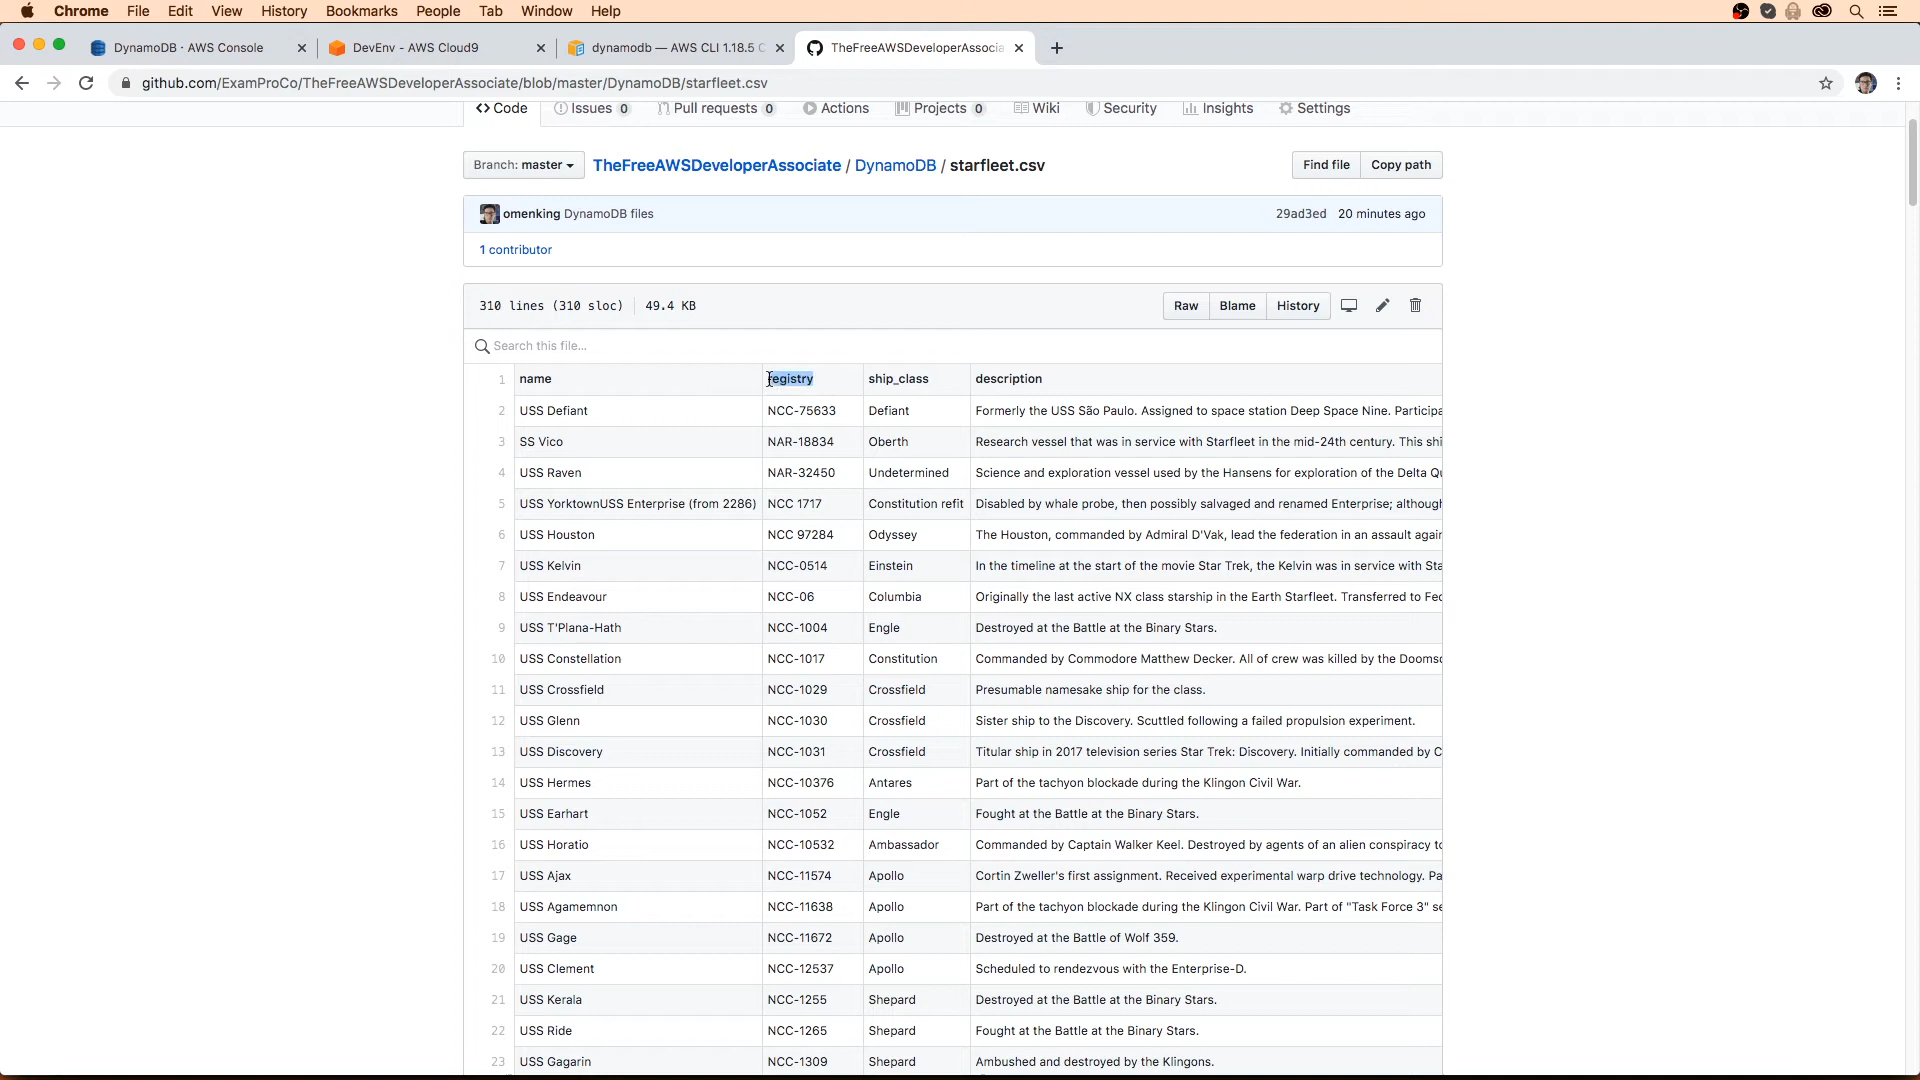 Chrome File Edit View History Bookmarks People Tab Window Help
DynamoDB · AWS Console
DevEnv - AWS Cloud9
dynamodb — AWS CLI 1.18.5 C
TheFreeAWSDeveloperAssocia
github.com/ExamProCo/TheFreeAWSDeveloperAssociate/blob/master/DynamoDB/starfleet.csv
Code Issues 0 Pull requests 0 Actions Projects 0 Wiki Security Insights Settings
Branch: master TheFreeAWSDeveloperAssociate / DynamoDB / starfleet.csv Find file Copy path
omenking DynamoDB files 29ad3ed 20 minutes ago
1 contributor
310 lines (310 sloc) 49.4 KB Raw Blame History
Search this file...
1 name registry ship_class description
2 USS Defiant NCC-75633 Defiant Formerly the USS São Paulo. Assigned to space station Deep Space Nine. Participa
3 SS Vico NAR-18834 Oberth Research vessel that was in service with Starfleet in the mid-24th century. This shi
4 USS Raven NAR-32450 Undetermined Science and exploration vessel used by the Hansens for exploration of the Delta Qu
5 USS YorktownUSS Enterprise (from 2286) NCC 1717 Constitution refit Disabled by whale probe, then possibly salvaged and renamed Enterprise; although
6 USS Houston NCC 97284 Odyssey The Houston, commanded by Admiral D'Vak, lead the federation in an assault agair
7 USS Kelvin NCC-0514 Einstein In the timeline at the start of the movie Star Trek, the Kelvin was in service with Sta
8 USS Endeavour NCC-06 Columbia Originally the last active NX class starship in the Earth Starfleet. Transferred to Fec
9 USS T'Plana-Hath NCC-1004 Engle Destroyed at the Battle at the Binary Stars.
10 USS Constellation NCC-1017 Constitution Commanded by Commodore Matthew Decker. All of crew was killed by the Doomsc
11 USS Crossfield NCC-1029 Crossfield Presumable namesake ship for the class.
12 USS Glenn NCC-1030 Crossfield Sister ship to the Discovery. Scuttled following a failed propulsion experiment.
13 USS Discovery NCC-1031 Crossfield Titular ship in 2017 television series Star Trek: Discovery. Initially commanded by C
14 USS Hermes NCC-10376 Antares Part of the tachyon blockade during the Klingon Civil War.
15 USS Earhart NCC-1052 Engle Fought at the Battle at the Binary Stars.
16 USS Horatio NCC-10532 Ambassador Commanded by Captain Walker Keel. Destroyed by agents of an alien conspiracy to
17 USS Ajax NCC-11574 Apollo Cortin Zweller's first assignment. Received experimental warp drive technology. Pa
18 USS Agamemnon NCC-11638 Apollo Part of the tachyon blockade during the Klingon Civil War. Part of "Task Force 3" se
19 USS Gage NCC-11672 Apollo Destroyed at the Battle of Wolf 359.
20 USS Clement NCC-12537 Apollo Scheduled to rendezvous with the Enterprise-D.
21 USS Kerala NCC-1255 Shepard Destroyed at the Battle at the Binary Stars.
22 USS Ride NCC-1265 Shepard Fought at the Battle at the Binary Stars.
23 USS Gagarin NCC-1309 Shepard Ambushed and destroyed by the Klingons.